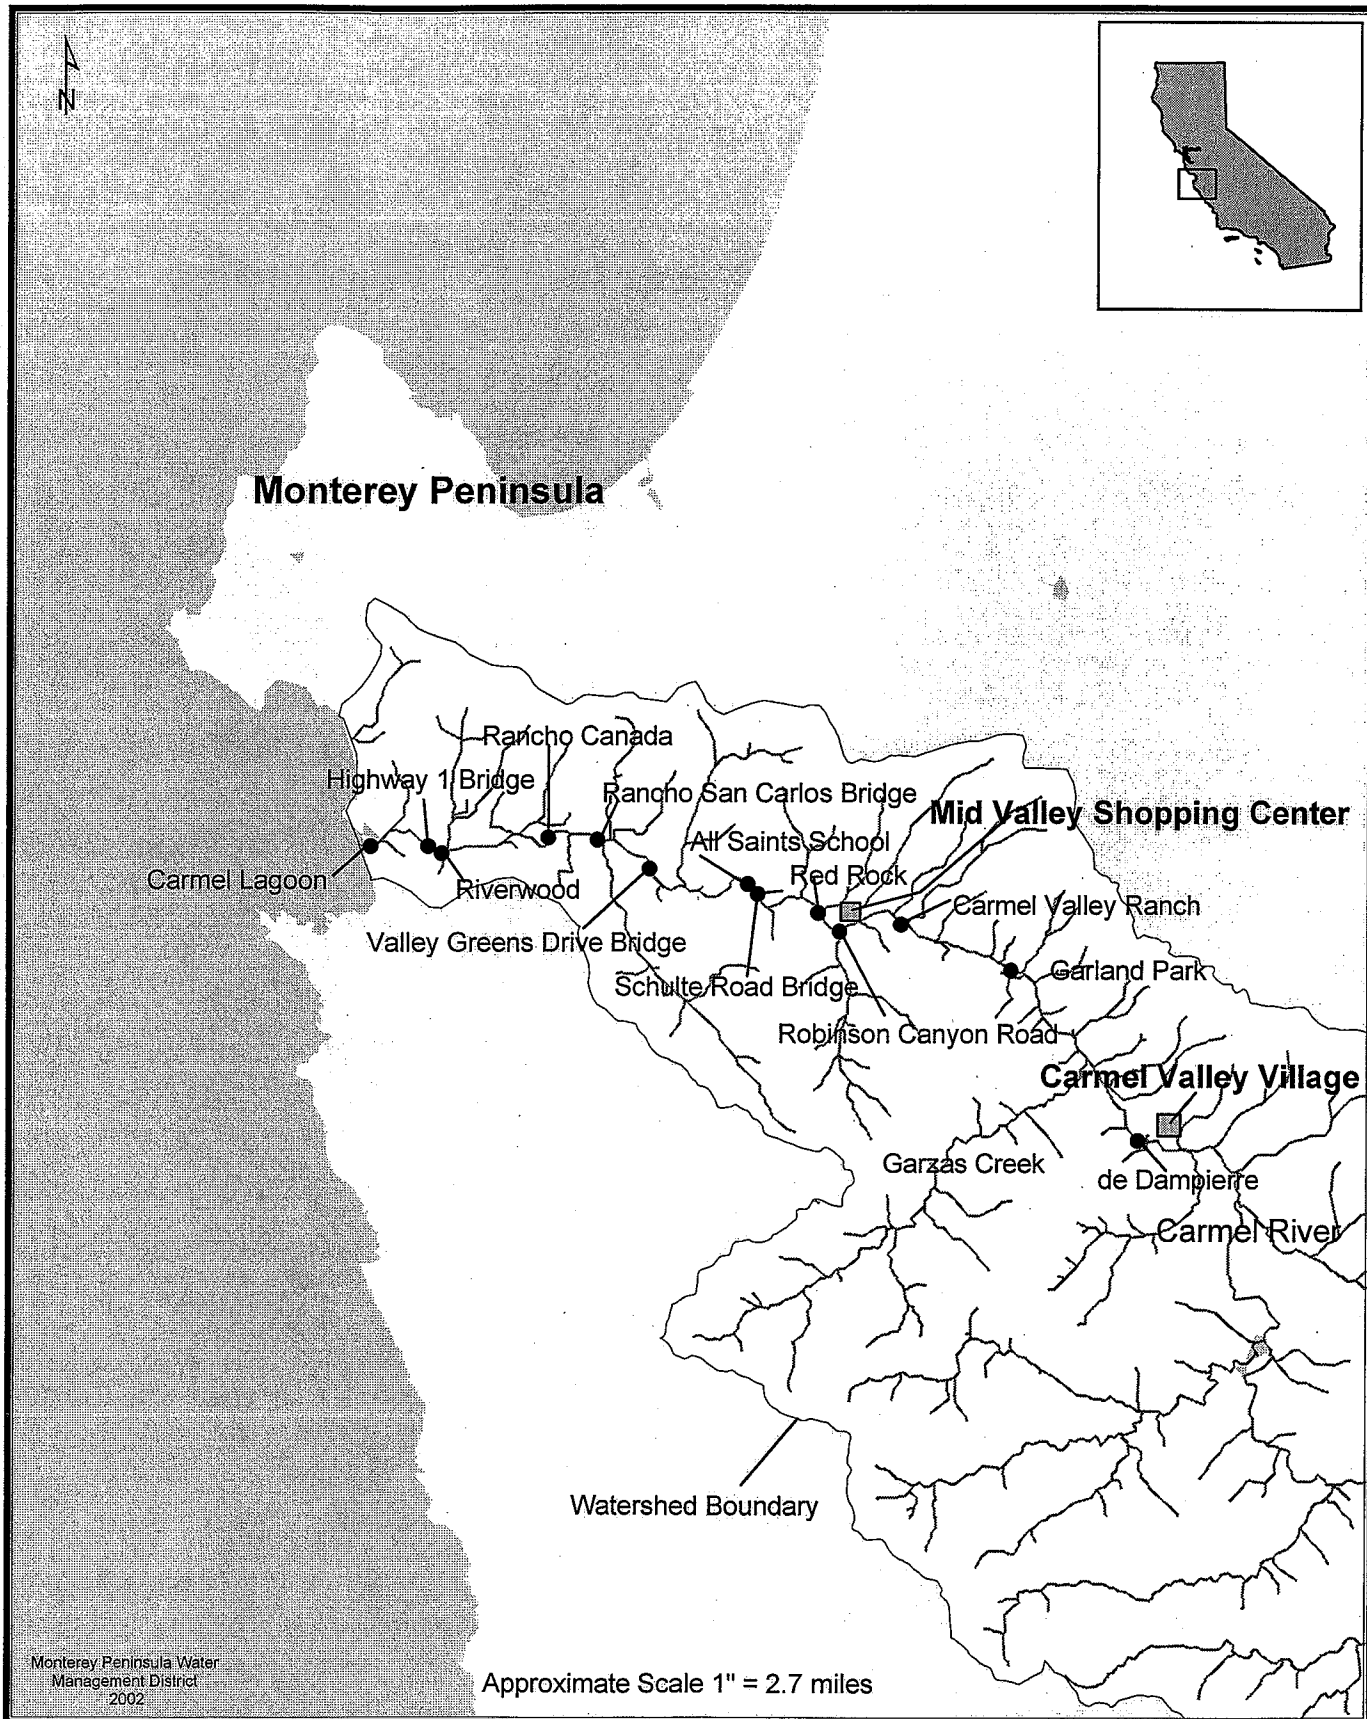 N
Monterey Peninsula
Rancho Canada
Highway 1 Bridge
Rancho San Carlos Bridge
Mid Valley Shopping Center
All Saints School
Red Rock
Carmel Lagoon
Riverwood
Carmel Valley Ranch
Valley Greens Drive Bridge
Garland Park
Schulte Road Bridge
Robinson Canyon Road
Carmel Valley Village
Garzas Creek
de Dampierre
Carmel River
Watershed Boundary
Monterey Peninsula Water
Management District
2002
Approximate Scale 1" = 2.7 miles